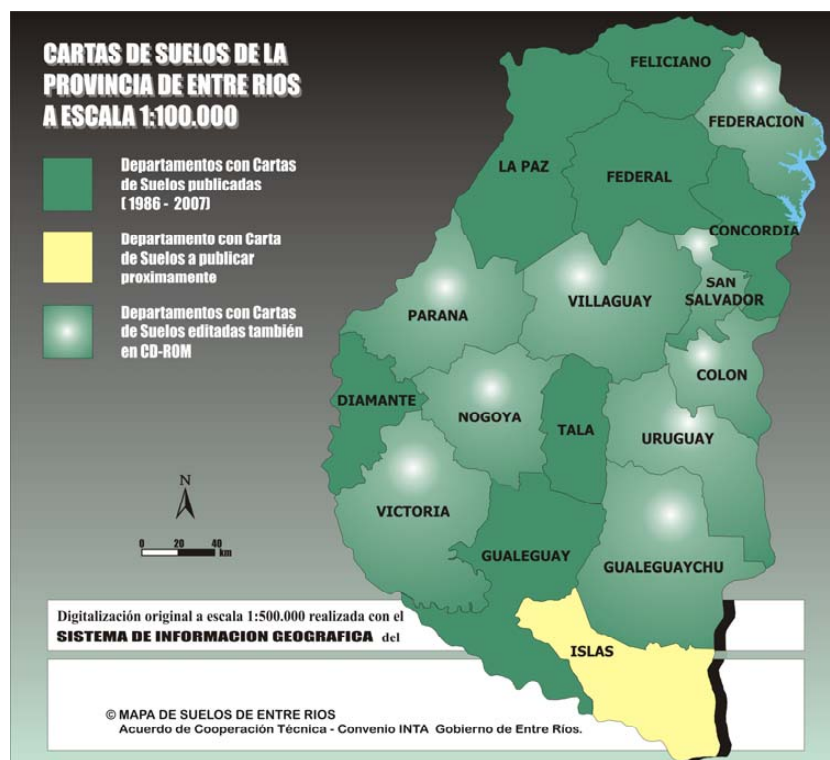 CARTAS DE SUELOS DE LA
PROVINCIA DE ENTRE RIOS
A ESCALA 1:100.000
Departamentos con Cartas
de Suelos publicadas
( 1986 - 2007)
Departamento con Carta
de Suelos a publicar
proximamente
Departamentos con Cartas
de Suelos editadas también
en CD-ROM
FELICIANO
FEDERACION
LA PAZ
FEDERAL
CONCORDIA
SAN
SALVADOR
VILLAGUAY
PARANA
COLON
DIAMANTE
NOGOYA
TALA
URUGUAY
VICTORIA
GUALEGUAY
GUALEGUAYCHU
ISLAS
N
0 20 40
km
Digitalización original a escala 1:500.000 realizada con el
SISTEMA DE INFORMACION GEOGRAFICA del
© MAPA DE SUELOS DE ENTRE RIOS
Acuerdo de Cooperación Técnica - Convenio INTA Gobierno de Entre Ríos.